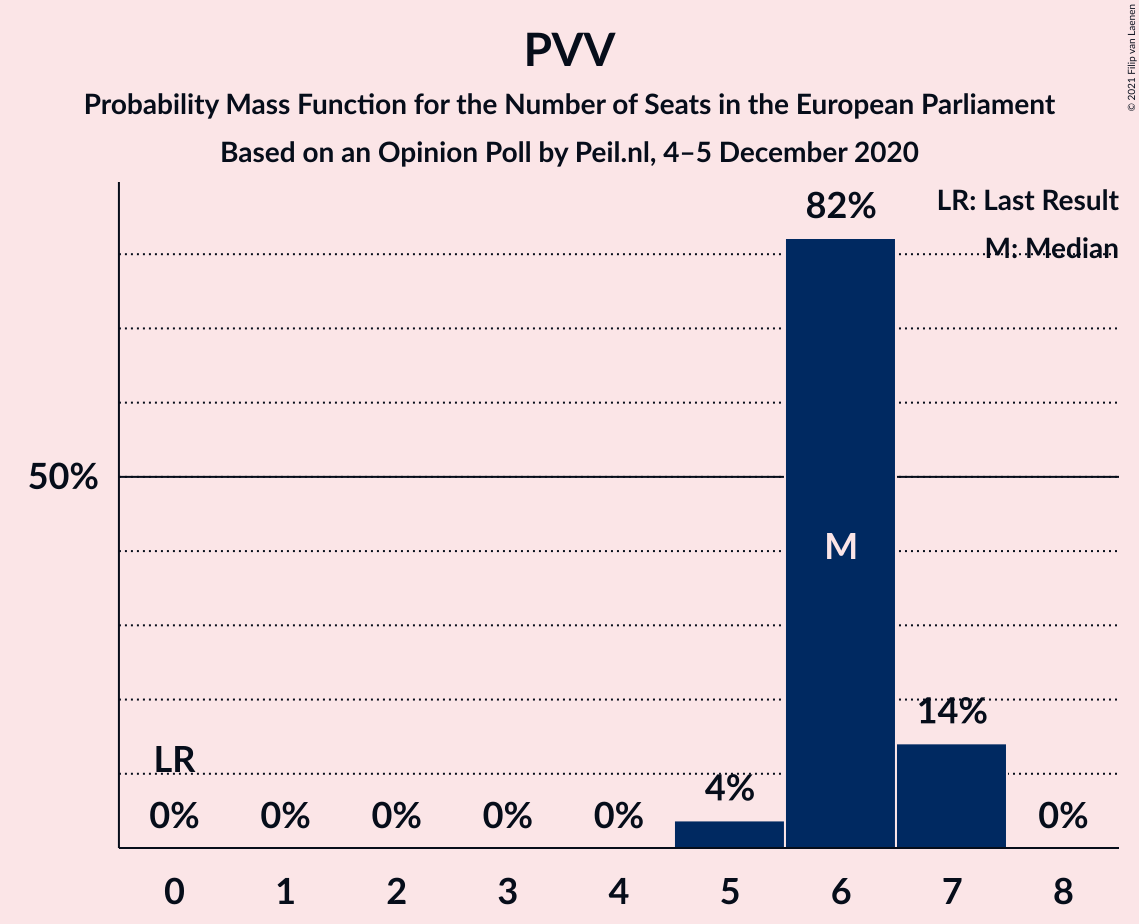 PVV
Probability Mass Function for the Number of Seats in the European Parliament
Based on an Opinion Poll by Peil.nl, 4–5 December 2020
© 2021 Filip van Laenen
LR: Last Result
M: Median
82%
50%
M
14%
LR
4%
0% 0% 0% 0% 0% 0%
0 1 2 3 4 5 6 7 8